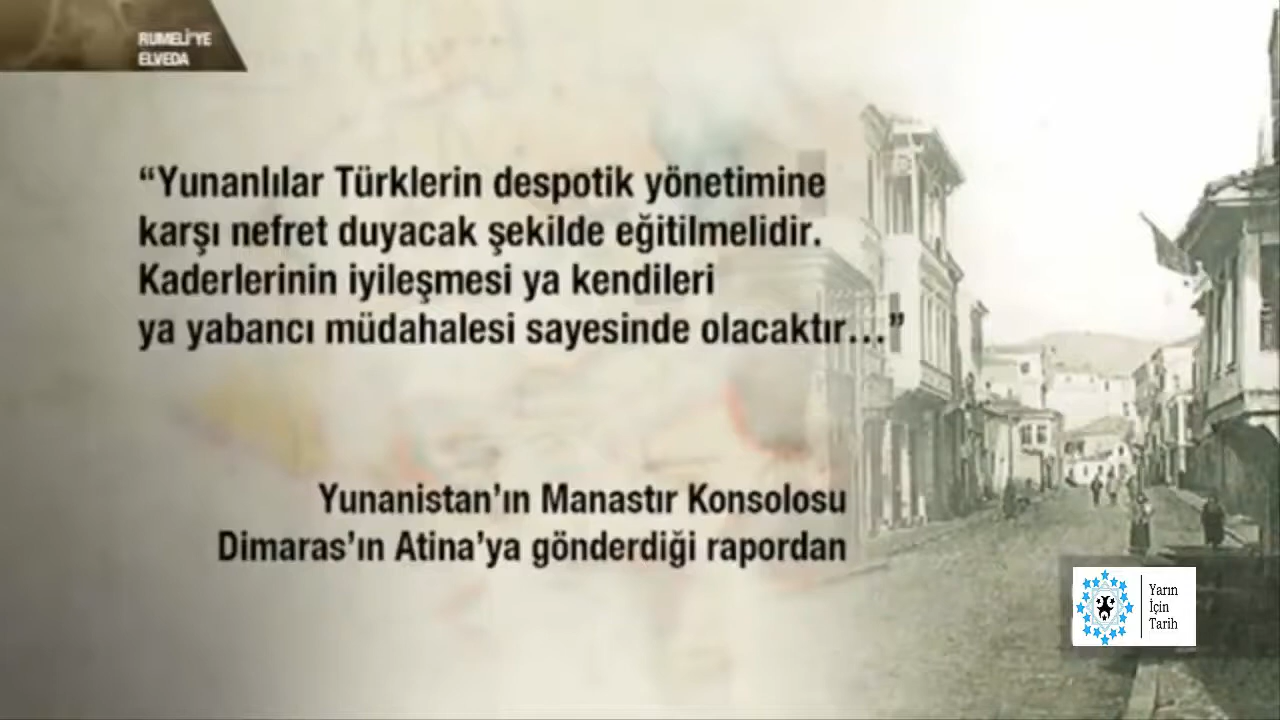 RUMELİ'YE
ELVEDA
“Yunanlılar Türklerin despotik yönetimine
karşı nefret duyacak şekilde eğitilmelidir.
Kaderlerinin iyileşmesi ya kendileri
ya yabancı müdahalesi sayesinde olacaktır...”
Yunanistan’ın Manastır Konsolosu
Dimaras’ın Atina’ya gönderdiği rapordan
Yarın
İçin
Tarih